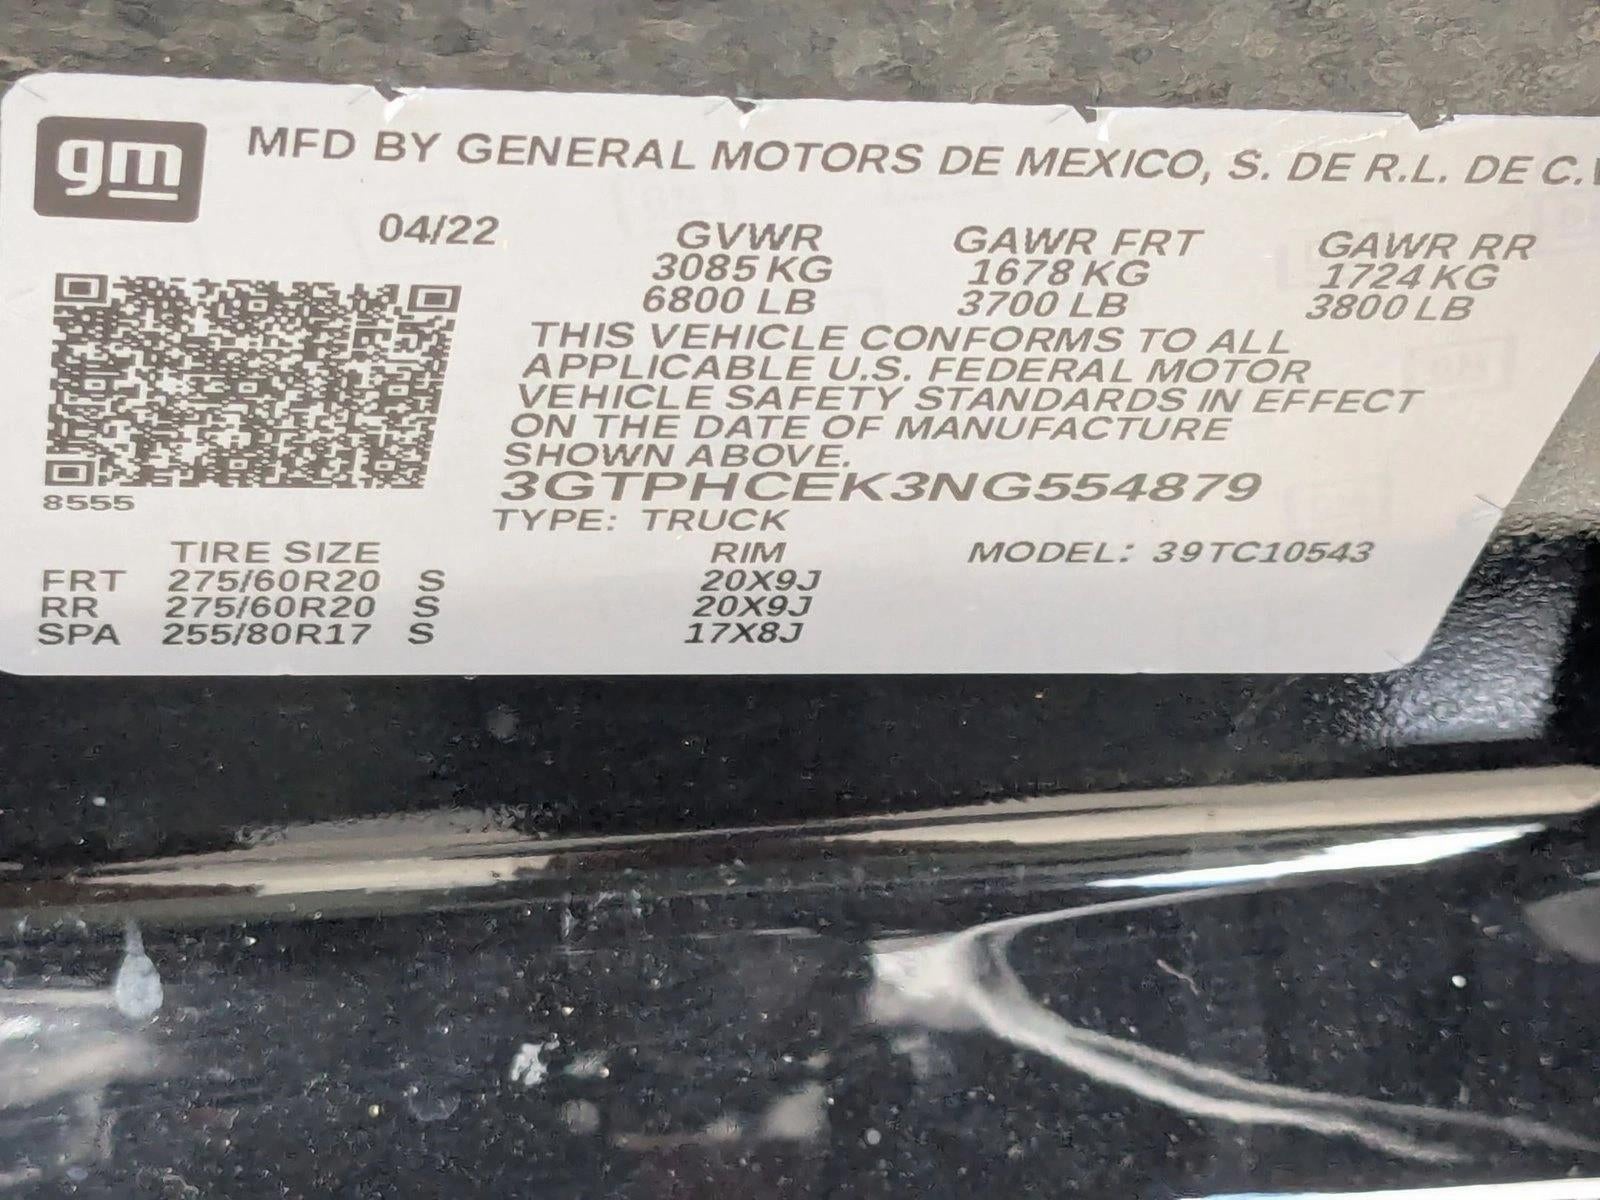 gm
MFD BY GENERAL MOTORS DE MEXICO, S. DE R.L. DE C.
04/22
GVWR GAWR FRT GAWR RR
3085 KG 1678 KG 1724 KG
6800 LB 3700 LB 3800 LB
THIS VEHICLE CONFORMS TO ALL
APPLICABLE U.S. FEDERAL MOTOR
VEHICLE SAFETY STANDARDS IN EFFECT
ON THE DATE OF MANUFACTURE
SHOWN ABOVE.
3GTPHCEK3NG554879
8555
TYPE: TRUCK
TIRE SIZE RIM MODEL: 39TC10543
FRT 275/60R20 S 20X9J
RR 275/60R20 S 20X9J
SPA 255/80R17 S 17X8J